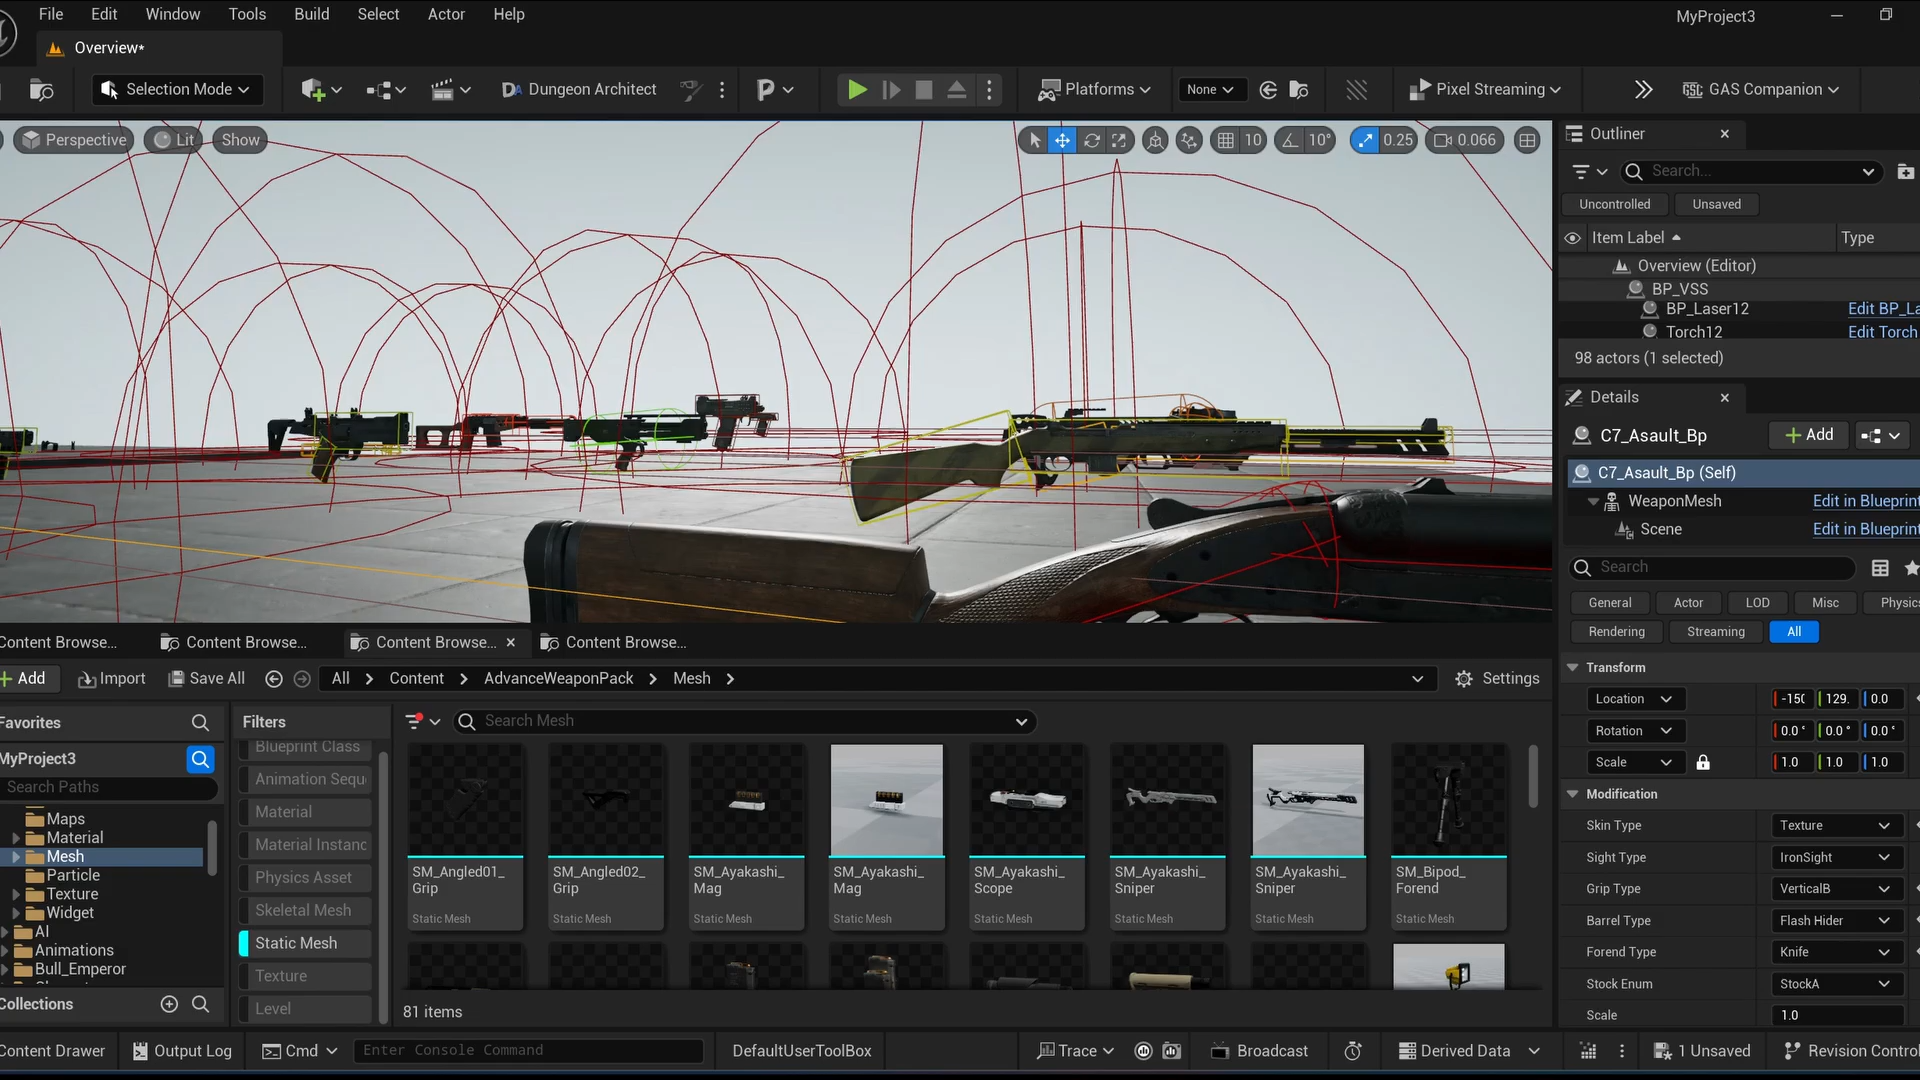 File Edit Window Tools Build Select Actor Help
MyProject3
Overview*
Selection Mode
Dungeon Architect
Platforms
None
Pixel Streaming
GAS Companion
Perspective
Lit
Show
10
10°
0.25
0.066
Outliner
Search...
Uncontrolled
Unsaved
Item Label
Type
Overview (Editor)
BP_VSS
BP_Laser12 Edit BP_La
Torch12 Edit Torch
98 actors (1 selected)
Details
C7_Asault_Bp
Add
C7_Asault_Bp (Self)
WeaponMesh Edit in Blueprint
Scene Edit in Blueprint
Search
General Actor LOD Misc Physics
Rendering Streaming All
Transform
Location -150 129. 0.0
Rotation 0.0° 0.0° 0.0°
Scale 1.0 1.0 1.0
Modification
Skin Type Texture
Sight Type IronSight
Grip Type VerticalB
Barrel Type Flash Hider
Forend Type Knife
Stock Enum StockA
Scale 1.0
Content Browse... Content Browse... Content Browse... Content Browse...
Add Import Save All All Content AdvanceWeaponPack Mesh Settings
Favorites
MyProject3
Search Paths
Maps
Material
Mesh
Particle
Texture
Widget
AI
Animations
Bull_Emperor
Collections
Filters
Blueprint Class
Animation Sequ
Material
Material Instanc
Physics Asset
Skeletal Mesh
Static Mesh
Texture
Level
Search Mesh
SM_Angled01_
Grip
Static Mesh
SM_Angled02_
Grip
Static Mesh
SM_Ayakashi_
Mag
Static Mesh
SM_Ayakashi_
Mag
Static Mesh
SM_Ayakashi_
Scope
Static Mesh
SM_Ayakashi_
Sniper
Static Mesh
SM_Ayakashi_
Sniper
Static Mesh
SM_Bipod_
Forend
Static Mesh
81 items
Content Drawer Output Log Cmd Enter Console Command DefaultUserToolBox Trace Broadcast Derived Data 1 Unsaved Revision Control